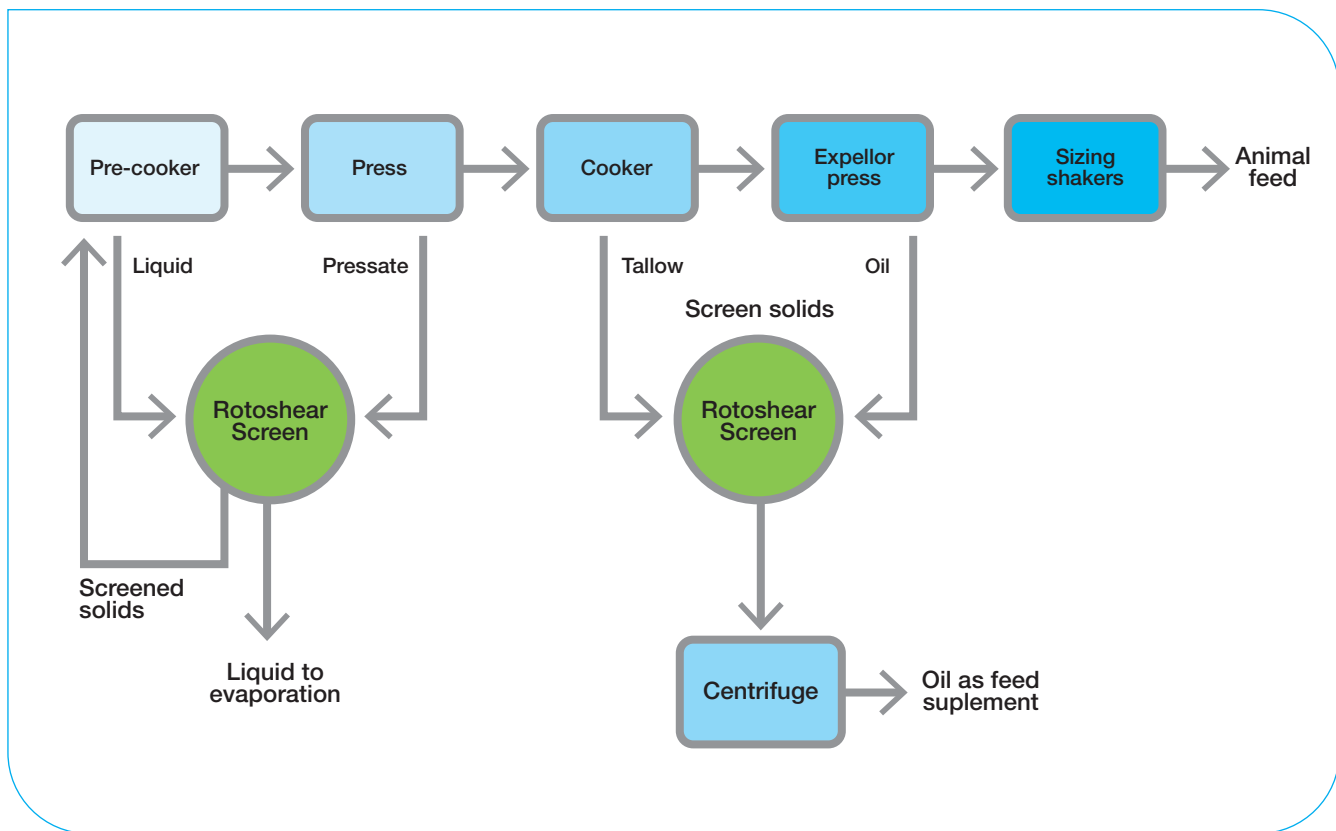 Pre-cooker
Press
Cooker
Expellor
press
Sizing
shakers
Animal
feed
Liquid
Pressate
Tallow
Oil
Screen solids
Rotoshear
Screen
Rotoshear
Screen
Screened
solids
Liquid to
evaporation
Centrifuge
Oil as feed
suplement